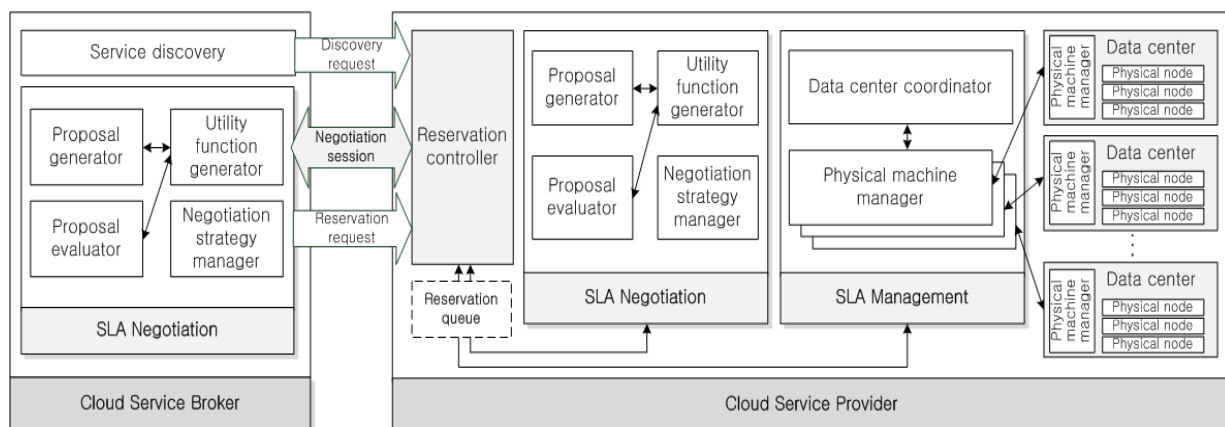 Service discovery
Proposal
generator
Utility
function
generator
Proposal
evaluator
Negotiation
strategy
manager
SLA Negotiation
Cloud Service Broker
Discovery
request
Negotiation
session
Reservation
request
Reservation
controller
Reservation
queue
Proposal
generator
Utility
function
generator
Proposal
evaluator
Negotiation
strategy
manager
SLA Negotiation
Data center coordinator
Physical machine
manager
SLA Management
Physical
machine
manager
Data center
Physical node
Physical node
Physical node
Physical
machine
manager
Data center
Physical node
Physical node
Physical node
Physical
machine
manager
Data center
Physical node
Physical node
Physical node
Cloud Service Provider